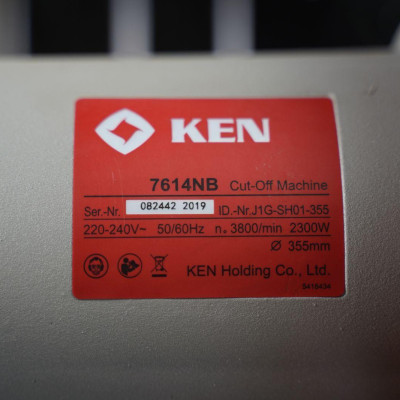 KEN
7614NB Cut-Off Machine
Ser.-Nr. 082442 2019 ID.-Nr.J1G-SH01-355
220-240V~ 50/60Hz n₀ 3800/min 2300W
Ø 355mm
KEN Holding Co., Ltd.
9416434